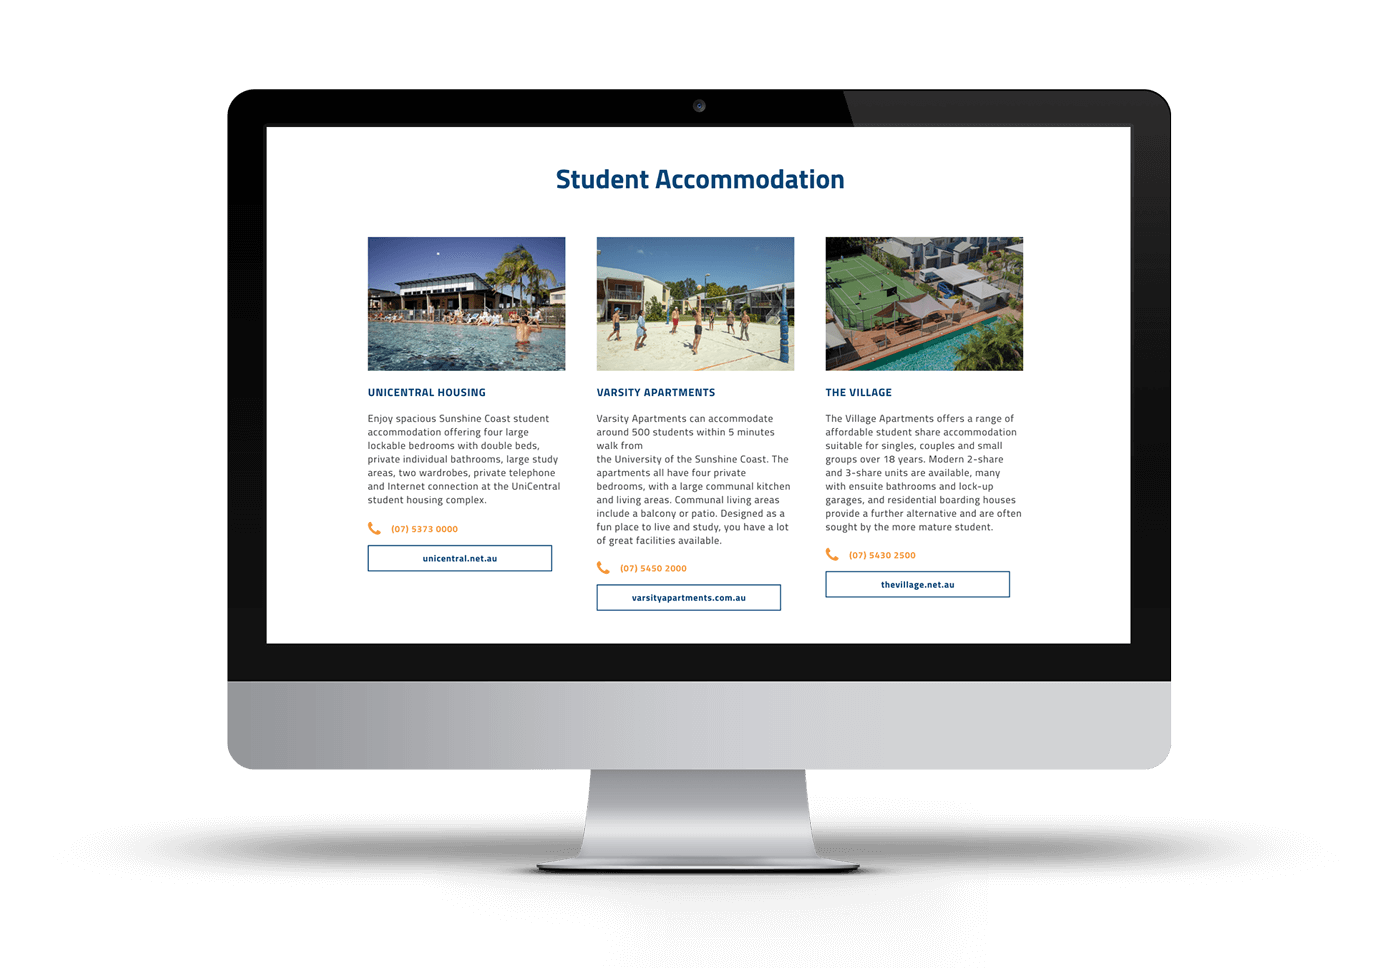 Student Accommodation
UNICENTRAL HOUSING
Enjoy spacious Sunshine Coast student
accommodation offering four large
lockable bedrooms with double beds,
private individual bathrooms, large study
areas, two wardrobes, private telephone
and Internet connection at the UniCentral
student housing complex.
(07) 5373 0000
unicentral.net.au
VARSITY APARTMENTS
Varsity Apartments can accommodate
around 500 students within 5 minutes
walk from
the University of the Sunshine Coast. The
apartments all have four private
bedrooms, with a large communal kitchen
and living areas. Communal living areas
include a balcony or patio. Designed as a
fun place to live and study, you have a lot
of great facilities available.
(07) 5450 2000
varsityapartments.com.au
THE VILLAGE
The Village Apartments offers a range of
affordable student share accommodation
suitable for singles, couples and small
groups over 18 years. Modern 2-share
and 3-share units are available, many
with ensuite bathrooms and lock-up
garages, and residential boarding houses
provide a further alternative and are often
sought by the more mature student.
(07) 5430 2500
thevillage.net.au